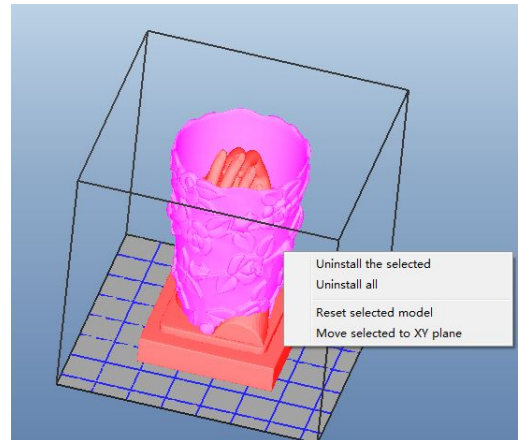 Uninstall the selected
Uninstall all
Reset selected model
Move selected to XY plane